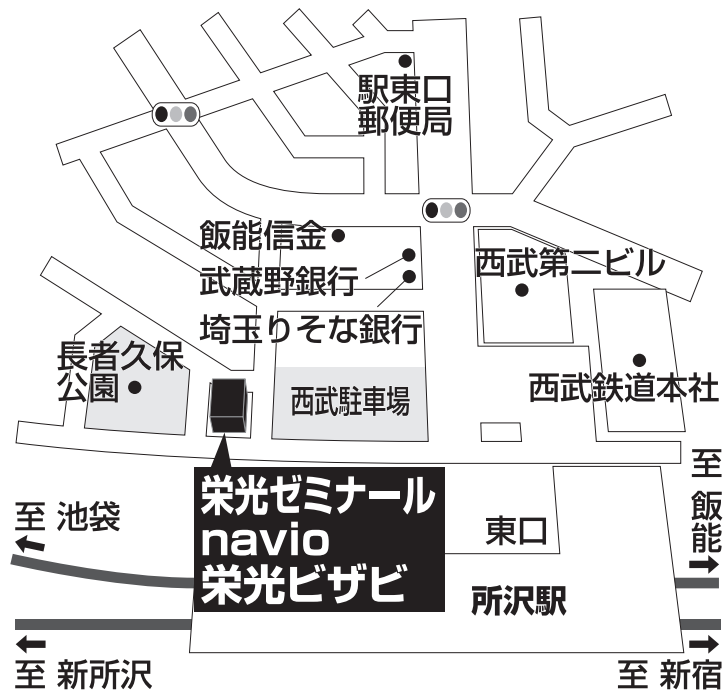 駅東口
郵便局
飯能信金
武蔵野銀行
埼玉りそな銀行
西武第二ビル
長者久保
公園
西武駐車場
西武鉄道本社
栄光ゼミナール
navio
栄光ビザビ
東口
所沢駅
至 池袋
至 飯能
至 新所沢
至 新宿